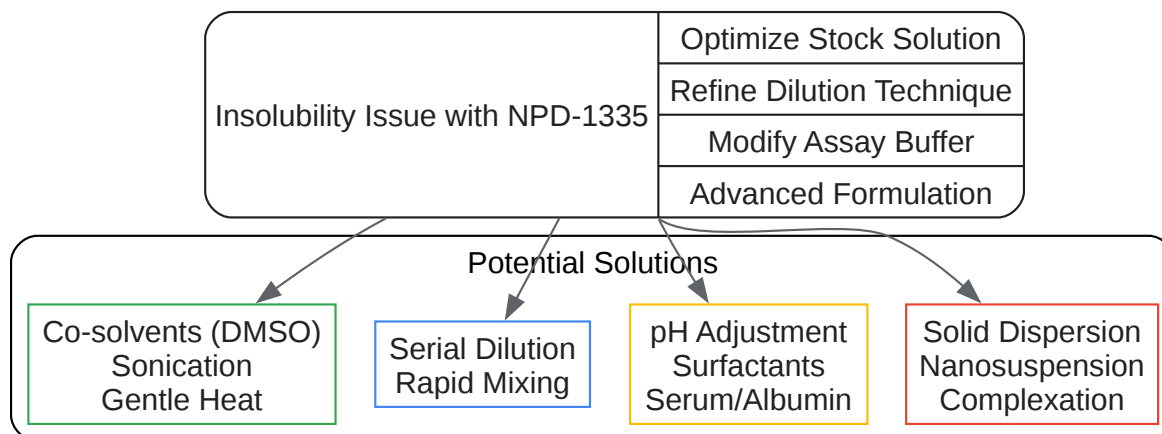 Insolubility Issue with NPD-1335
Optimize Stock Solution
Refine Dilution Technique
Modify Assay Buffer
Advanced Formulation
Potential Solutions
Co-solvents (DMSO)
Sonication
Gentle Heat
Serial Dilution
Rapid Mixing
pH Adjustment
Surfactants
Serum/Albumin
Solid Dispersion
Nanosuspension
Complexation